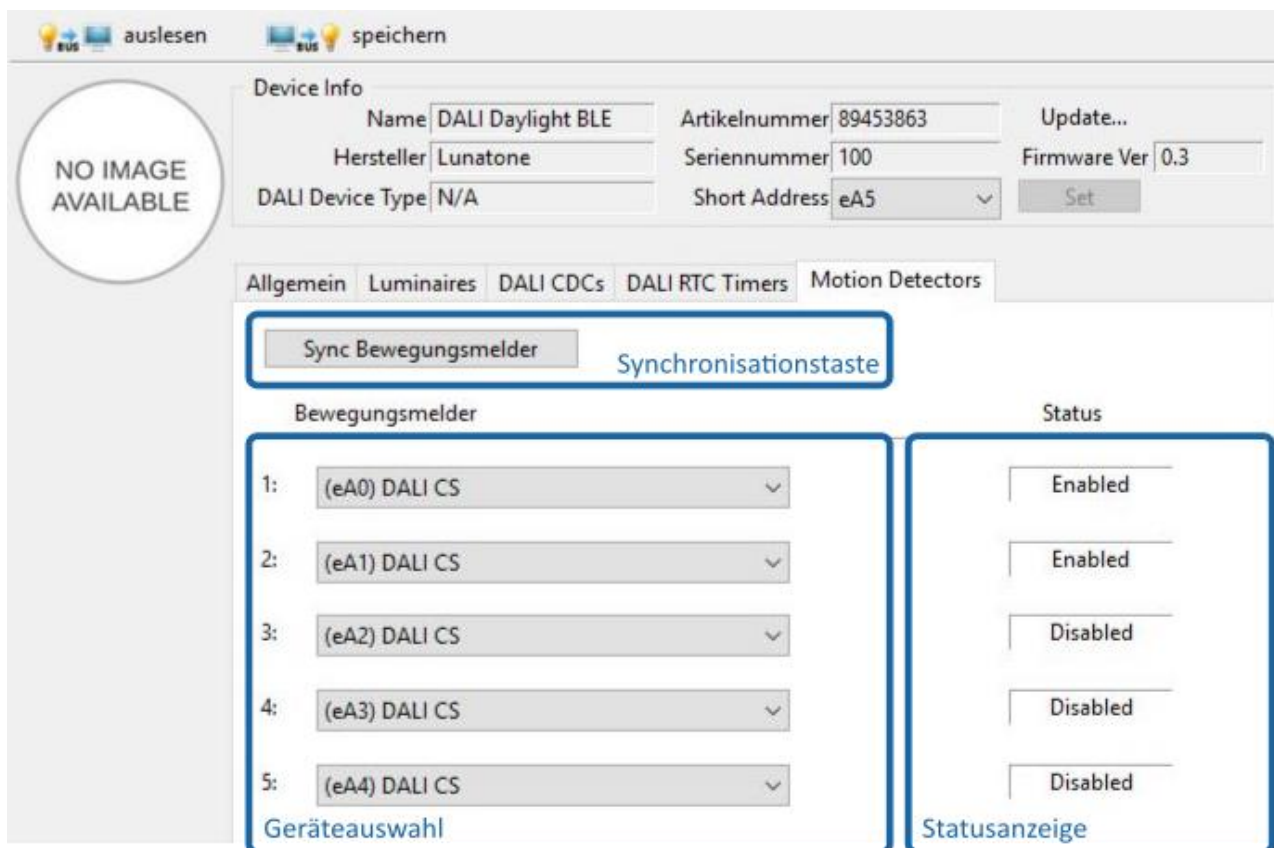 auslesen speichern
NO IMAGE
AVAILABLE
Device Info
Name DALI Daylight BLE Artikelnummer 89453863 Update...
Hersteller Lunatone Seriennummer 100 Firmware Ver 0.3
DALI Device Type N/A Short Address eA5 Set
Allgemein Luminaires DALI CDCs DALI RTC Timers Motion Detectors
Sync Bewegungsmelder Synchronisationstaste
Bewegungsmelder Status
1: (eA0) DALI CS Enabled
2: (eA1) DALI CS Enabled
3: (eA2) DALI CS Disabled
4: (eA3) DALI CS Disabled
5: (eA4) DALI CS Disabled
Geräteauswahl Statusanzeige